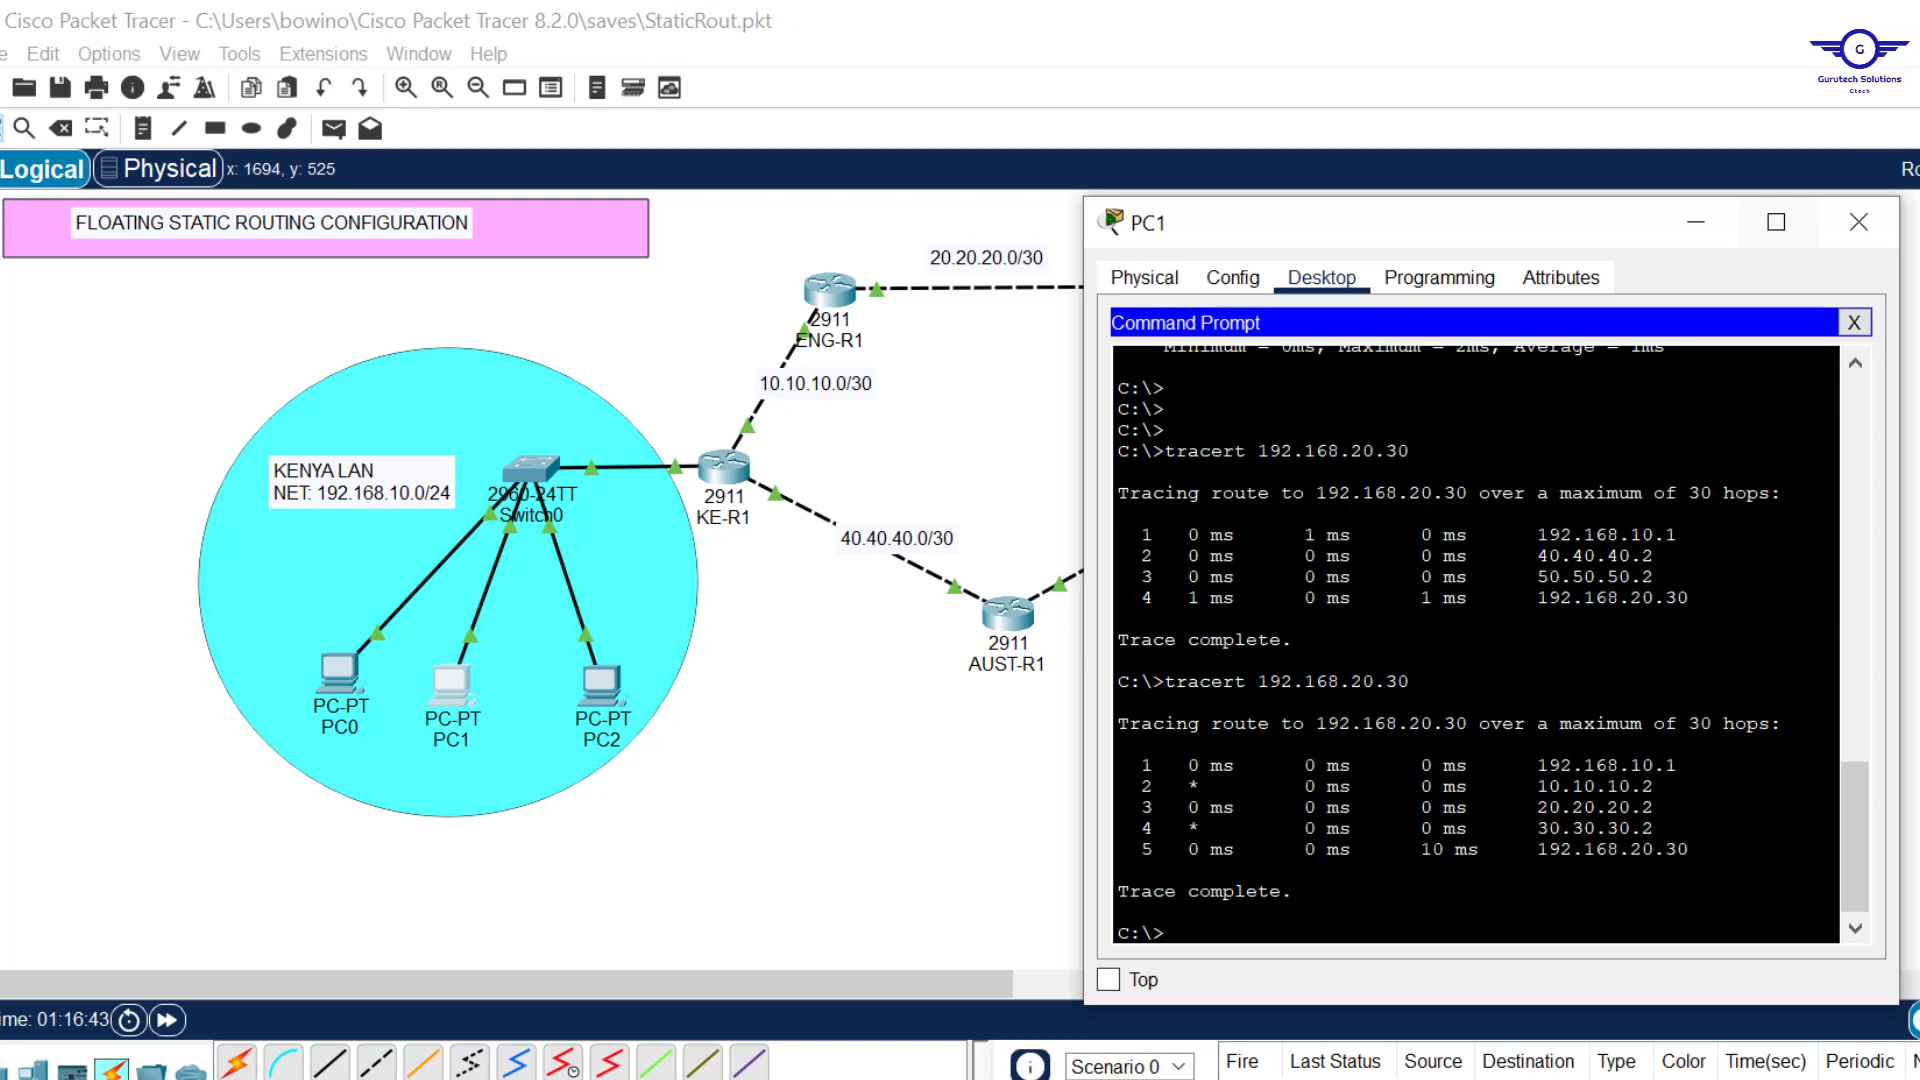 Cisco Packet Tracer - C:\Users\bowino\Cisco Packet Tracer 8.2.0\saves\StaticRout.pkt
Edit Options View Tools Extensions Window Help
G
Gurutech Solutions
Gtech
Logical Physical x: 1694, y: 525
FLOATING STATIC ROUTING CONFIGURATION
20.20.20.0/30
2911
ENG-R1
10.10.10.0/30
KENYA LAN
NET: 192.168.10.0/24
2960-24TT
Switch0
2911
KE-R1
40.40.40.0/30
2911
AUST-R1
PC-PT
PC0
PC-PT
PC1
PC-PT
PC2
PC1
Physical Config Desktop Programming Attributes
Command Prompt X
Minimum = 0ms, Maximum = 2ms, Average = 1ms
C:\>
C:\>
C:\>
C:\>tracert 192.168.20.30
Tracing route to 192.168.20.30 over a maximum of 30 hops:
1 0 ms 1 ms 0 ms 192.168.10.1
2 0 ms 0 ms 0 ms 40.40.40.2
3 0 ms 0 ms 0 ms 50.50.50.2
4 1 ms 0 ms 1 ms 192.168.20.30
Trace complete.
C:\>tracert 192.168.20.30
Tracing route to 192.168.20.30 over a maximum of 30 hops:
1 0 ms 0 ms 0 ms 192.168.10.1
2 * 0 ms 0 ms 10.10.10.2
3 0 ms 0 ms 0 ms 20.20.20.2
4 * 0 ms 0 ms 30.30.30.2
5 0 ms 0 ms 10 ms 192.168.20.30
Trace complete.
C:\>
Top
ime: 01:16:43
Scenario 0 Fire Last Status Source Destination Type Color Time(sec) Periodic